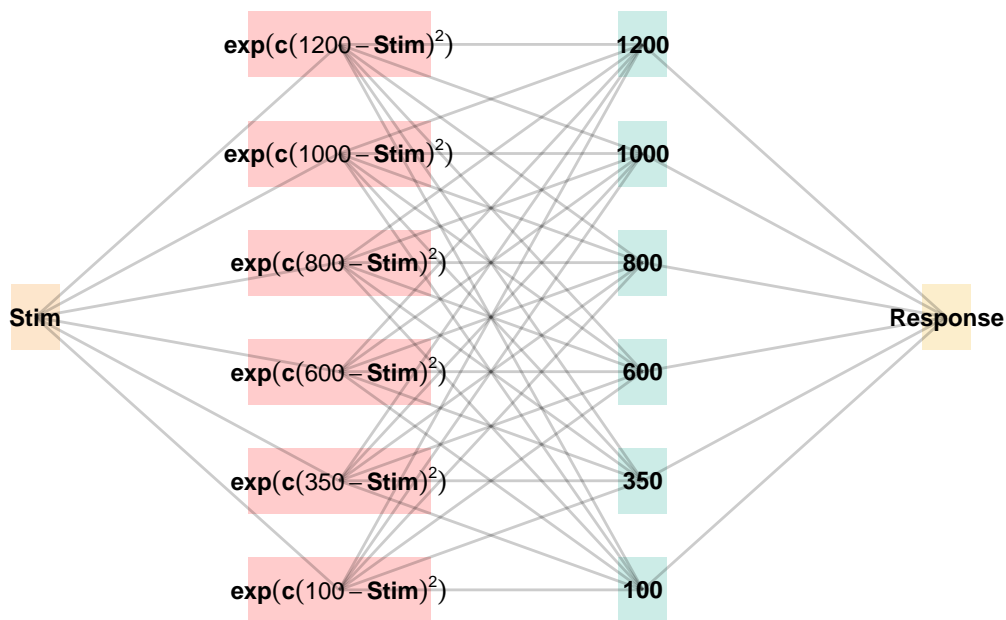 exp(c(1200 – Stim)²)
1200
exp(c(1000 – Stim)²)
1000
exp(c(800 – Stim)²)
800
Stim
Response
exp(c(600 – Stim)²)
600
exp(c(350 – Stim)²)
350
exp(c(100 – Stim)²)
100